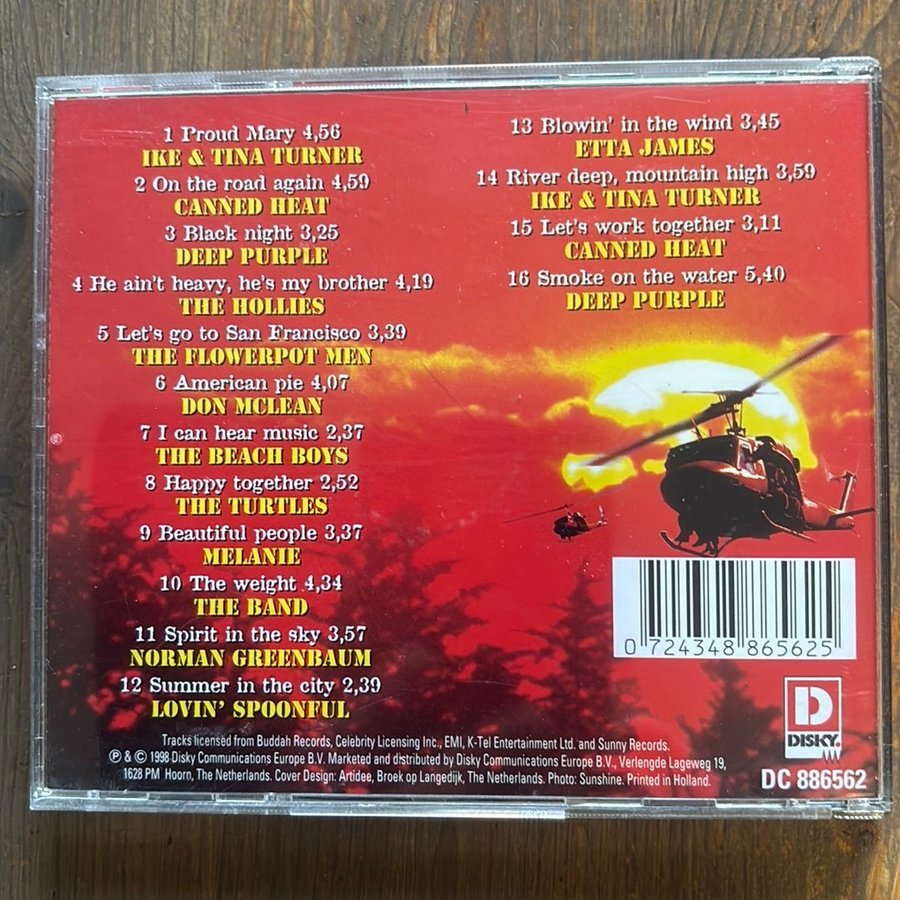 1 Proud Mary 4,56
IKE & TINA TURNER
2 On the road again 4,59
CANNED HEAT
3 Black night 3,25
DEEP PURPLE
4 He ain't heavy, he's my brother 4,19
THE HOLLIES
5 Let's go to San Francisco 3,39
THE FLOWERPOT MEN
6 American pie 4,07
DON MCLEAN
7 I can hear music 2,37
THE BEACH BOYS
8 Happy together 2,52
THE TURTLES
9 Beautiful people 3,37
MELANIE
10 The weight 4,34
THE BAND
11 Spirit in the sky 3,57
NORMAN GREENBAUM
12 Summer in the city 2,39
LOVIN' SPOONFUL
13 Blowin' in the wind 3,45
ETTA JAMES
14 River deep, mountain high 3,59
IKE & TINA TURNER
15 Let's work together 3,11
CANNED HEAT
16 Smoke on the water 5,40
DEEP PURPLE
0 724348 865625
D
DISKY
DC 886562
Tracks licensed from Buddah Records, Celebrity Licensing Inc., EMI, K-Tel Entertainment Ltd. and Sunny Records.
℗ & © 1998 Disky Communications Europe B.V. Marketed and distributed by Disky Communications Europe B.V., Verlengde Lageweg 19,
1628 PM Hoorn, The Netherlands. Cover Design: Artidee, Broek op Langedijk, The Netherlands. Photo: Sunshine. Printed in Holland.